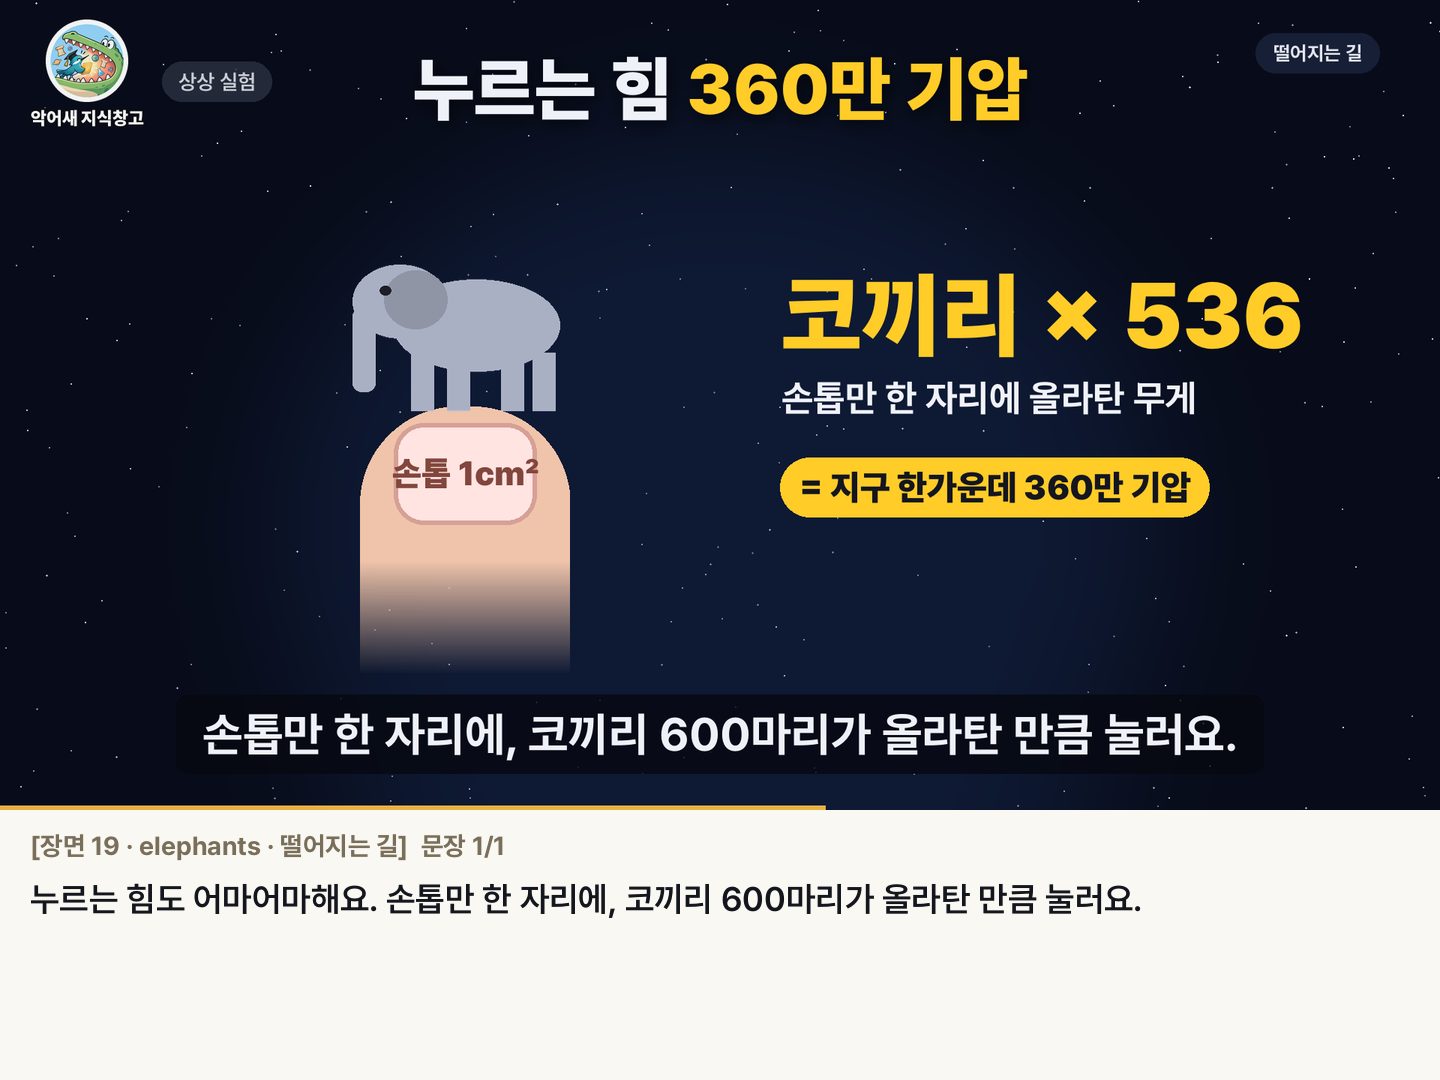 악어새 지식창고
상상 실험
누르는 힘 360만 기압
떨어지는 길
코끼리 × 536
손톱만 한 자리에 올라탄 무게
= 지구 한가운데 360만 기압
손톱 1cm²
손톱만 한 자리에, 코끼리 600마리가 올라탄 만큼 눌러요.
[장면 19 · elephants · 떨어지는 길] 문장 1/1
누르는 힘도 어마어마해요. 손톱만 한 자리에, 코끼리 600마리가 올라탄 만큼 눌러요.